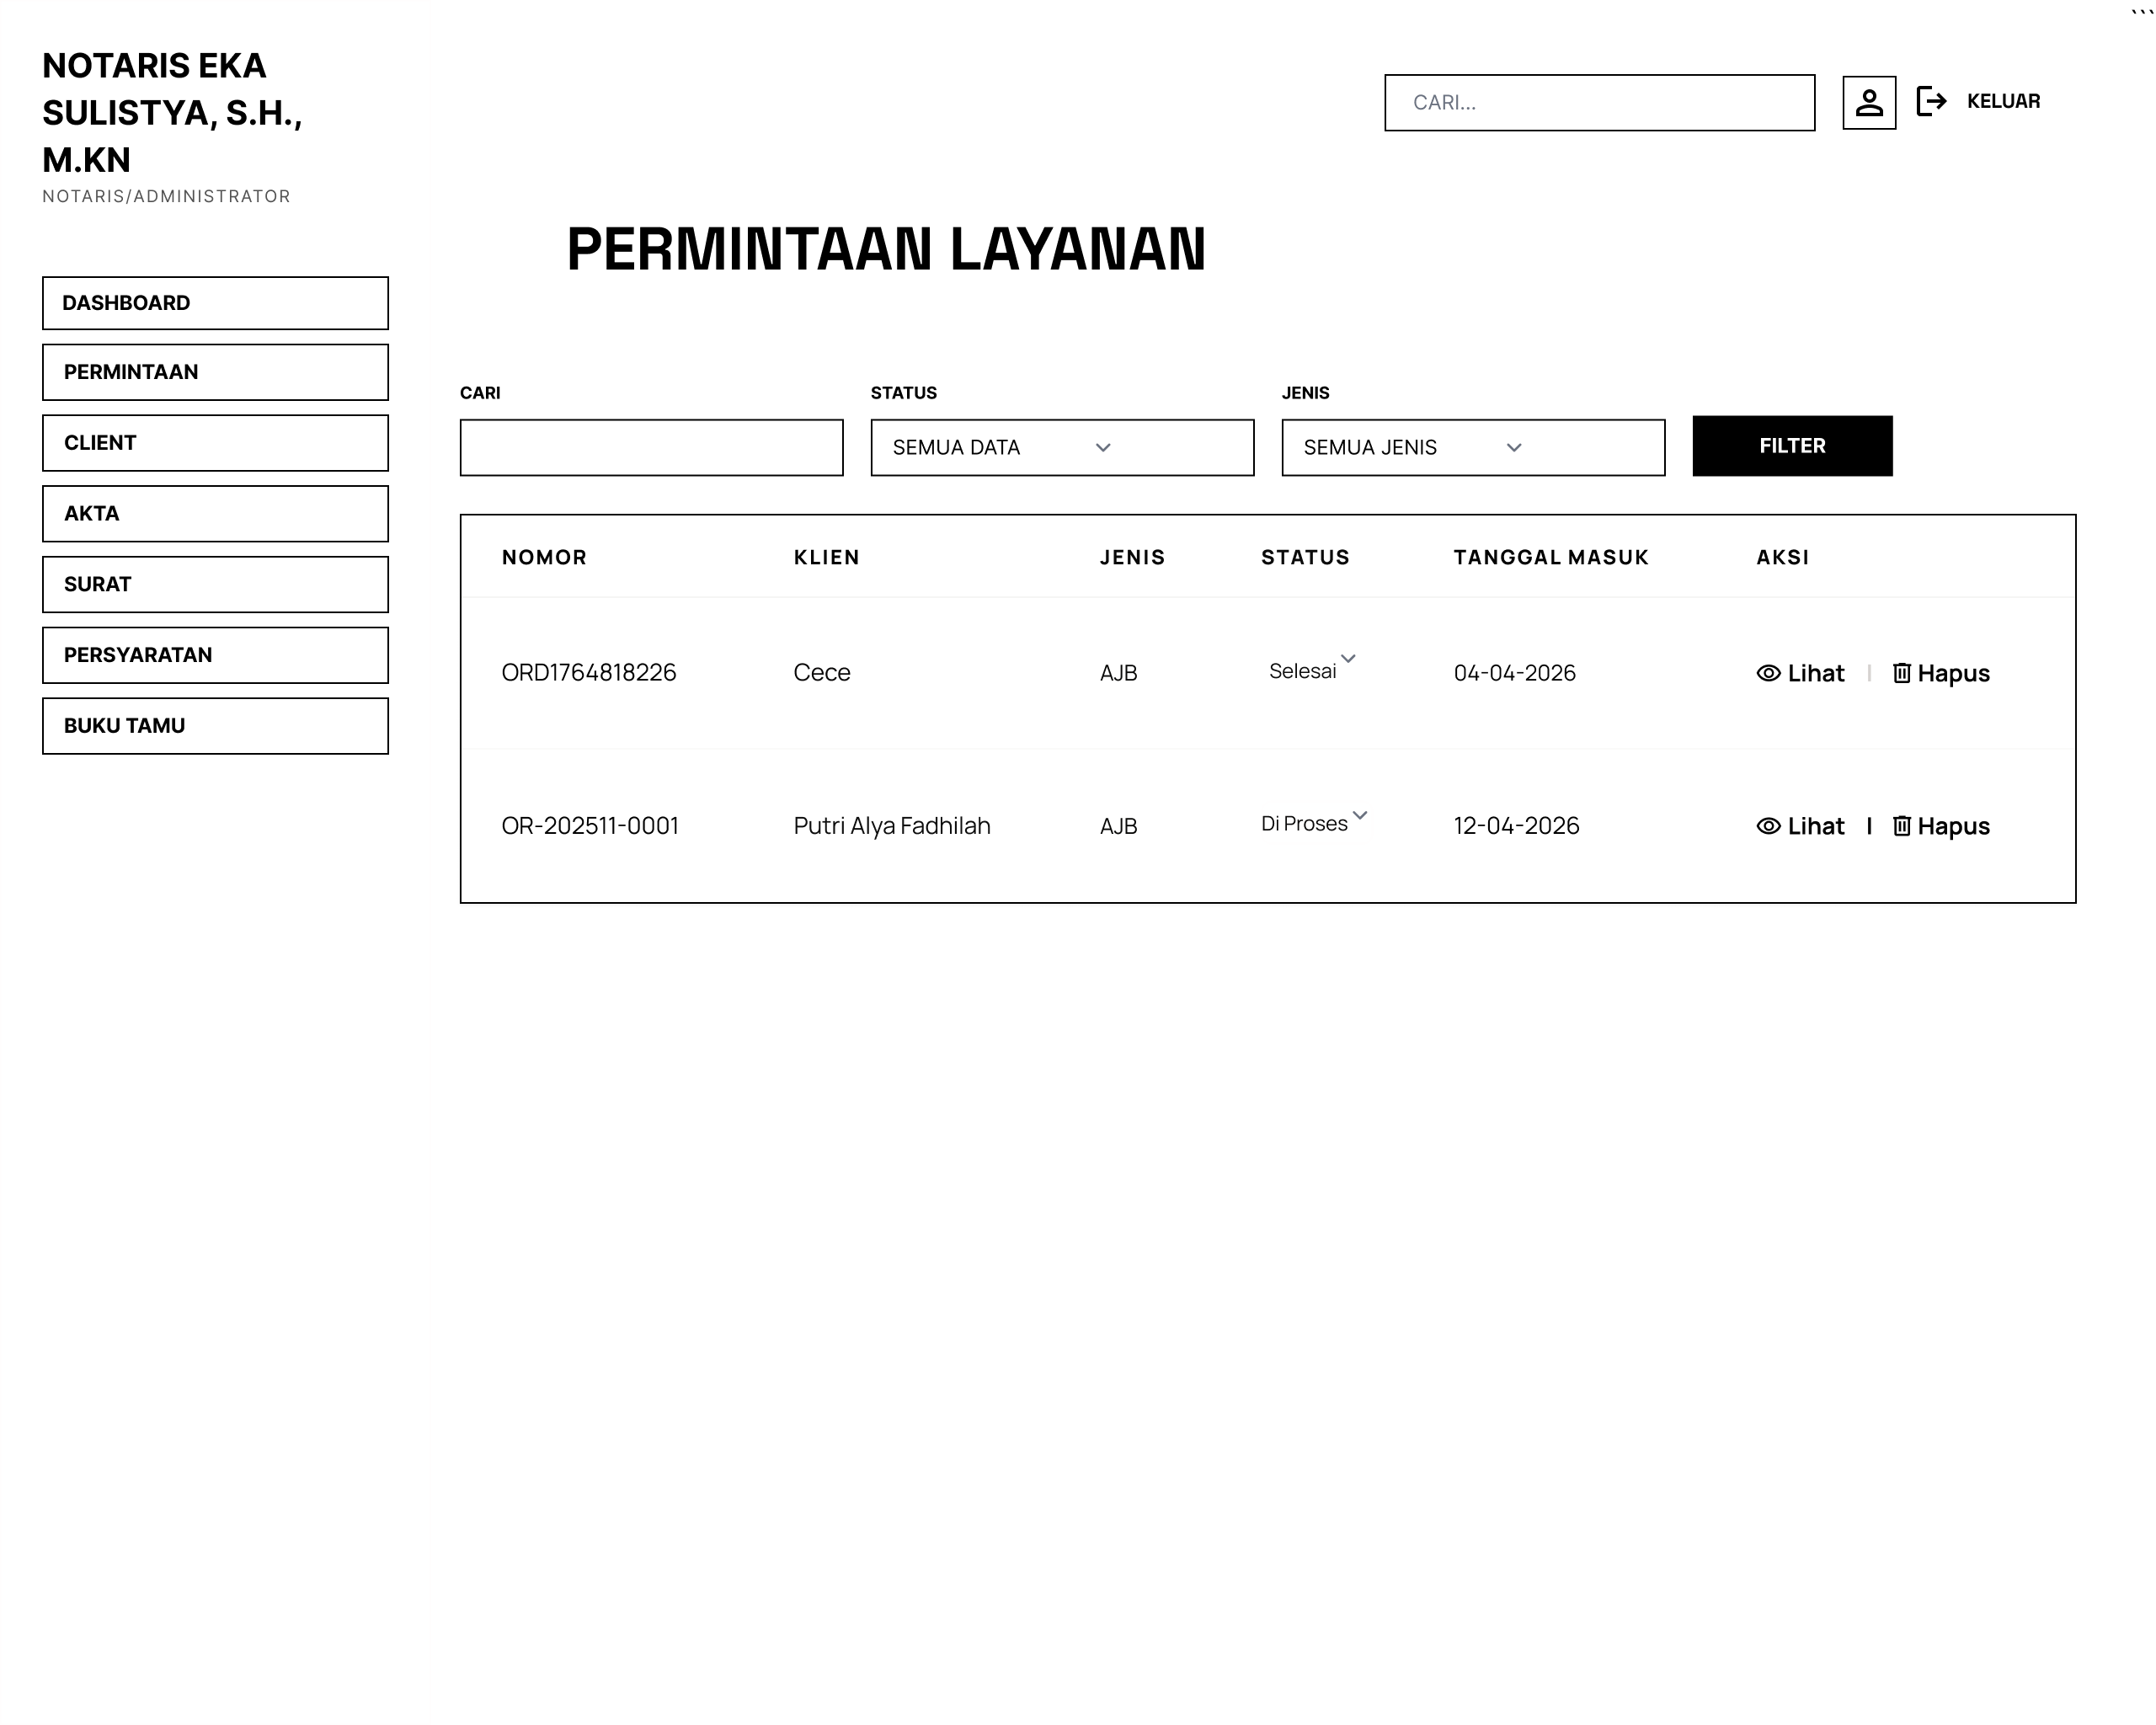 ```
NOTARIS EKA
SULISTYA, S.H.,
M.KN
NOTARIS/ADMINISTRATOR
CARI...
KELUAR
PERMINTAAN LAYANAN
DASHBOARD
PERMINTAAN
CLIENT
AKTA
SURAT
PERSYARATAN
BUKU TAMU
CARI STATUS JENIS
SEMUA DATA SEMUA JENIS FILTER
NOMOR KLIEN JENIS STATUS TANGGAL MASUK AKSI
ORD1764818226 Cece AJB Selesai 04-04-2026 Lihat | Hapus
OR-202511-0001 Putri Alya Fadhilah AJB Di Proses 12-04-2026 Lihat | Hapus